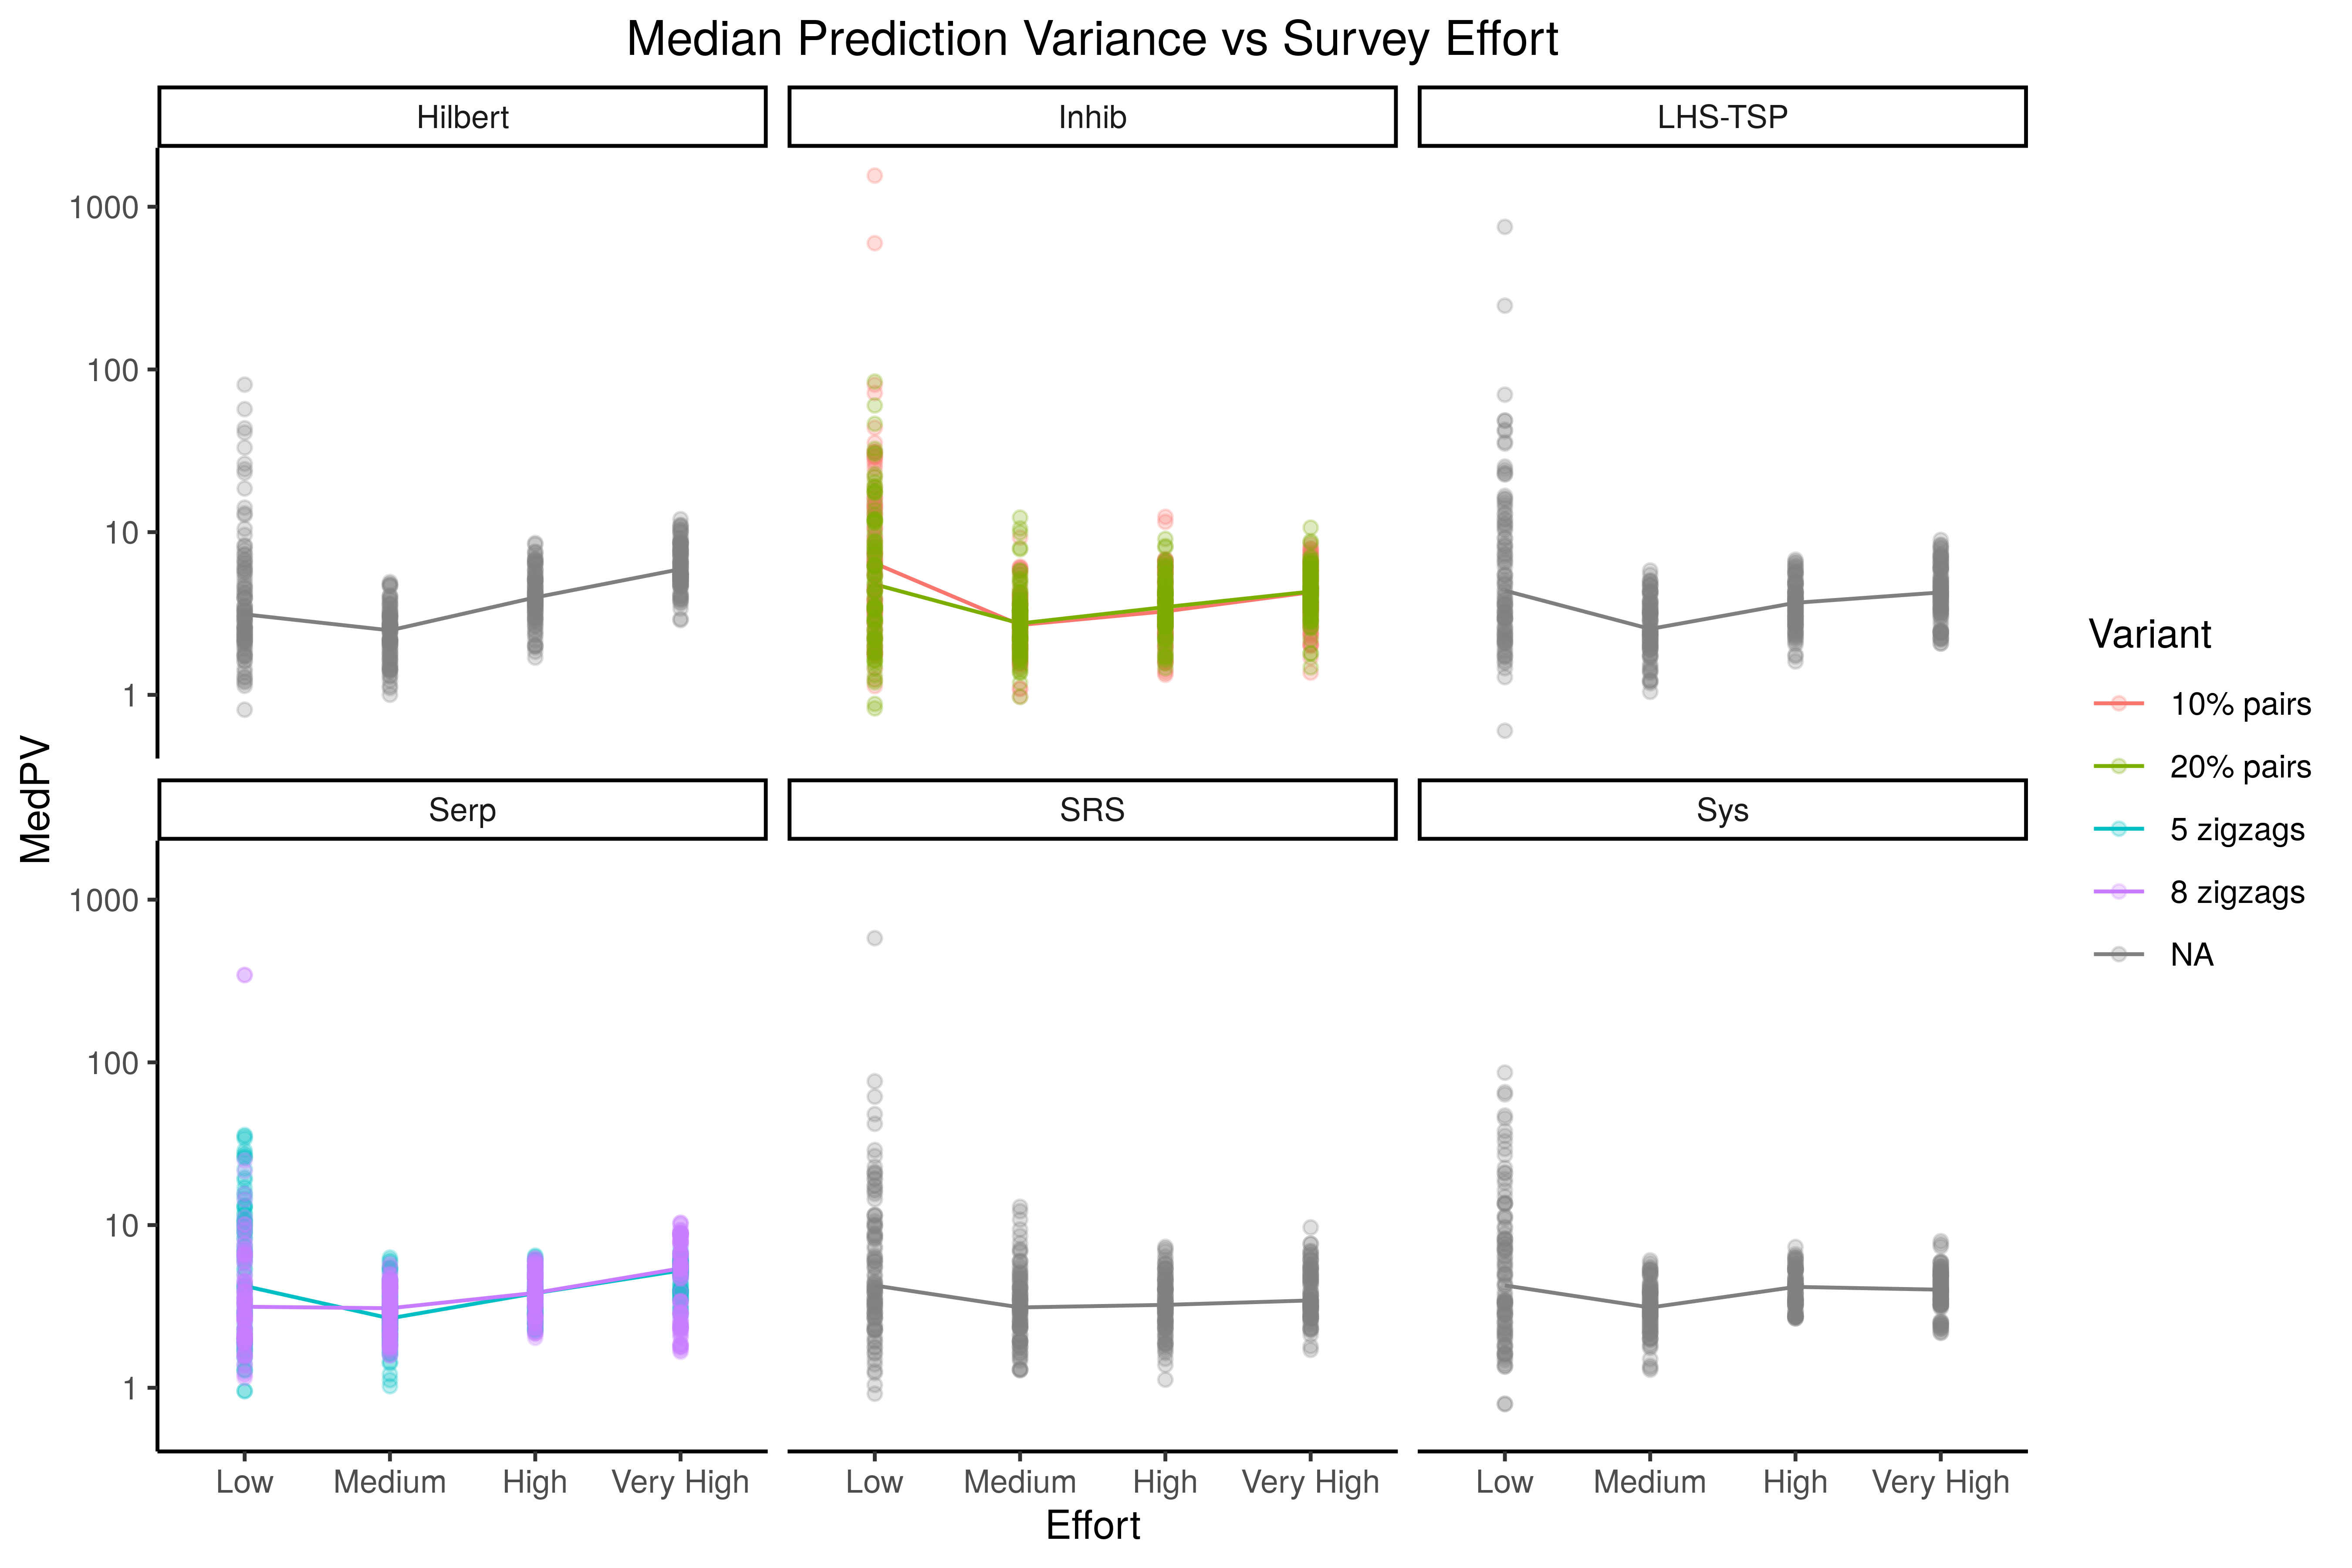 Median Prediction Variance vs Survey Effort
Hilbert
Inhib
LHS-TSP
1000
100
10
1
Serp
SRS
Sys
1000
100
10
1
MedPV
Low
Medium
High
Very High
Low
Medium
High
Very High
Low
Medium
High
Very High
Effort
Variant
10% pairs
20% pairs
5 zigzags
8 zigzags
NA